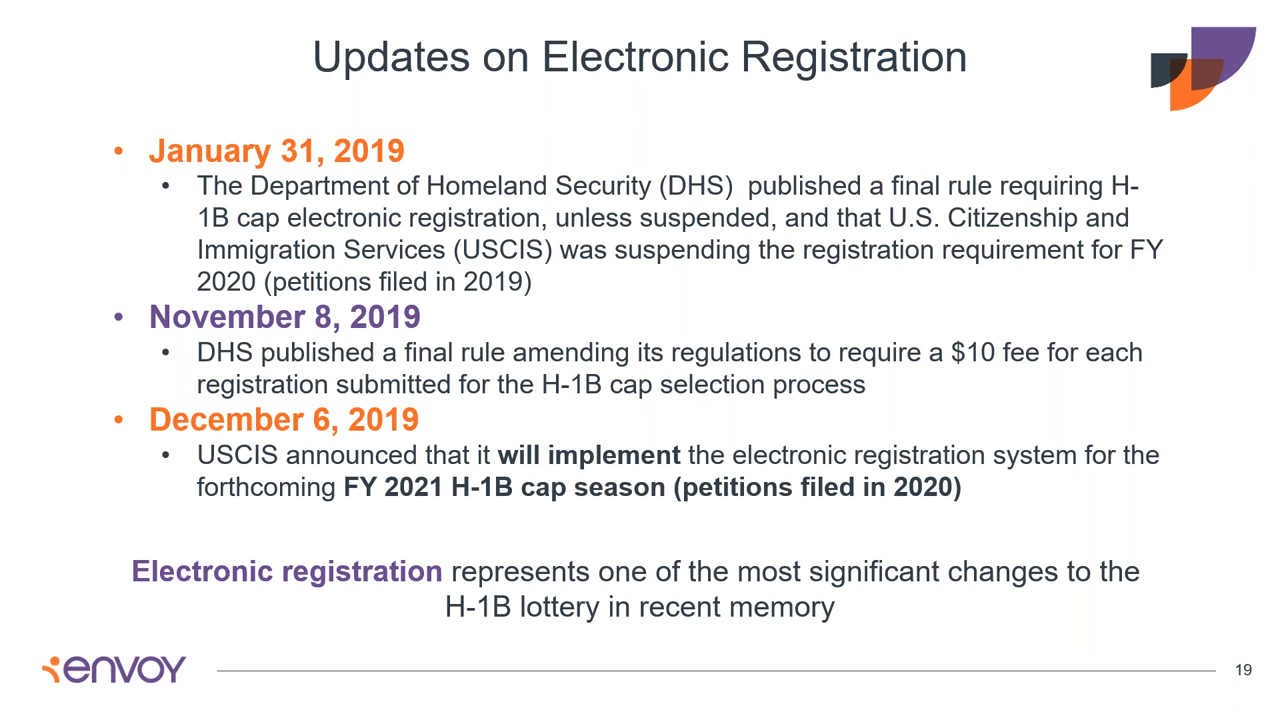 Updates on Electronic Registration
• January 31, 2019
• The Department of Homeland Security (DHS)  published a final rule requiring H-
1B cap electronic registration, unless suspended, and that U.S. Citizenship and
Immigration Services (USCIS) was suspending the registration requirement for FY
2020 (petitions filed in 2019)
• November 8, 2019
• DHS published a final rule amending its regulations to require a $10 fee for each
registration submitted for the H-1B cap selection process
• December 6, 2019
• USCIS announced that it will implement the electronic registration system for the
forthcoming FY 2021 H-1B cap season (petitions filed in 2020)
Electronic registration represents one of the most significant changes to the
H-1B lottery in recent memory
envoy
19